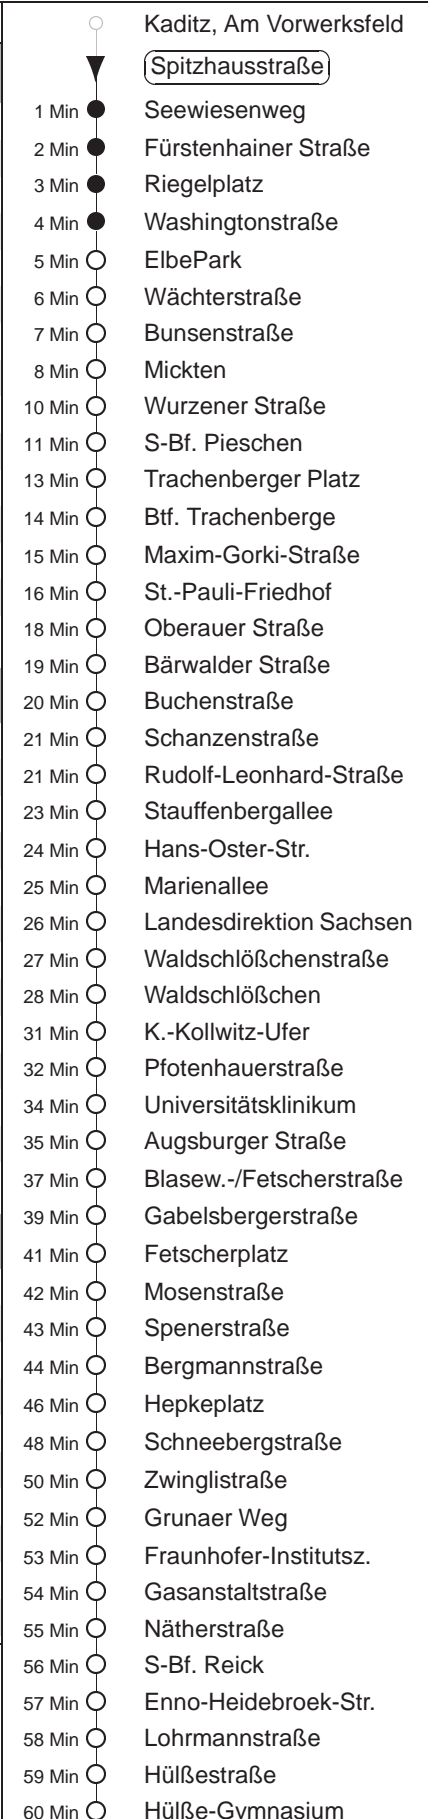 Kaditz, Am Vorwerksfeld
Spitzhausstraße
1 Min Seewiesenweg
2 Min Fürstenhainer Straße
3 Min Riegelplatz
4 Min Washingtonstraße
5 Min ElbePark
6 Min Wächterstraße
7 Min Bunsenstraße
8 Min Mickten
10 Min Wurzener Straße
11 Min S-Bf. Pieschen
13 Min Trachenberger Platz
14 Min Btf. Trachenberge
15 Min Maxim-Gorki-Straße
16 Min St.-Pauli-Friedhof
18 Min Oberauer Straße
19 Min Bärwalder Straße
20 Min Buchenstraße
21 Min Schanzenstraße
21 Min Rudolf-Leonhard-Straße
23 Min Stauffenbergallee
24 Min Hans-Oster-Str.
25 Min Marienallee
26 Min Landesdirektion Sachsen
27 Min Waldschlößchenstraße
28 Min Waldschlößchen
31 Min K.-Kollwitz-Ufer
32 Min Pfotenhauerstraße
34 Min Universitätsklinikum
35 Min Augsburger Straße
37 Min Blasew.-/Fetscherstraße
39 Min Gabelsbergerstraße
41 Min Fetscherplatz
42 Min Mosenstraße
43 Min Spenerstraße
44 Min Bergmannstraße
46 Min Hepkeplatz
48 Min Schneebergstraße
50 Min Zwinglistraße
52 Min Grunaer Weg
53 Min Fraunhofer-Institutsz.
54 Min Gasanstaltstraße
55 Min Nätherstraße
56 Min S-Bf. Reick
57 Min Enno-Heidebroek-Str.
58 Min Lohrmannstraße
59 Min Hülßestraße
60 Min Hülße-Gymnasium